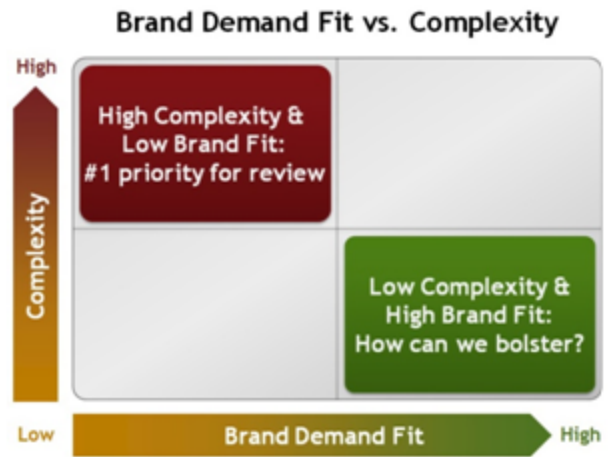 Brand Demand Fit vs. Complexity
High
High Complexity &
Low Brand Fit:
#1 priority for review
Complexity
Low Complexity &
High Brand Fit:
How can we bolster?
Low
Brand Demand Fit
High